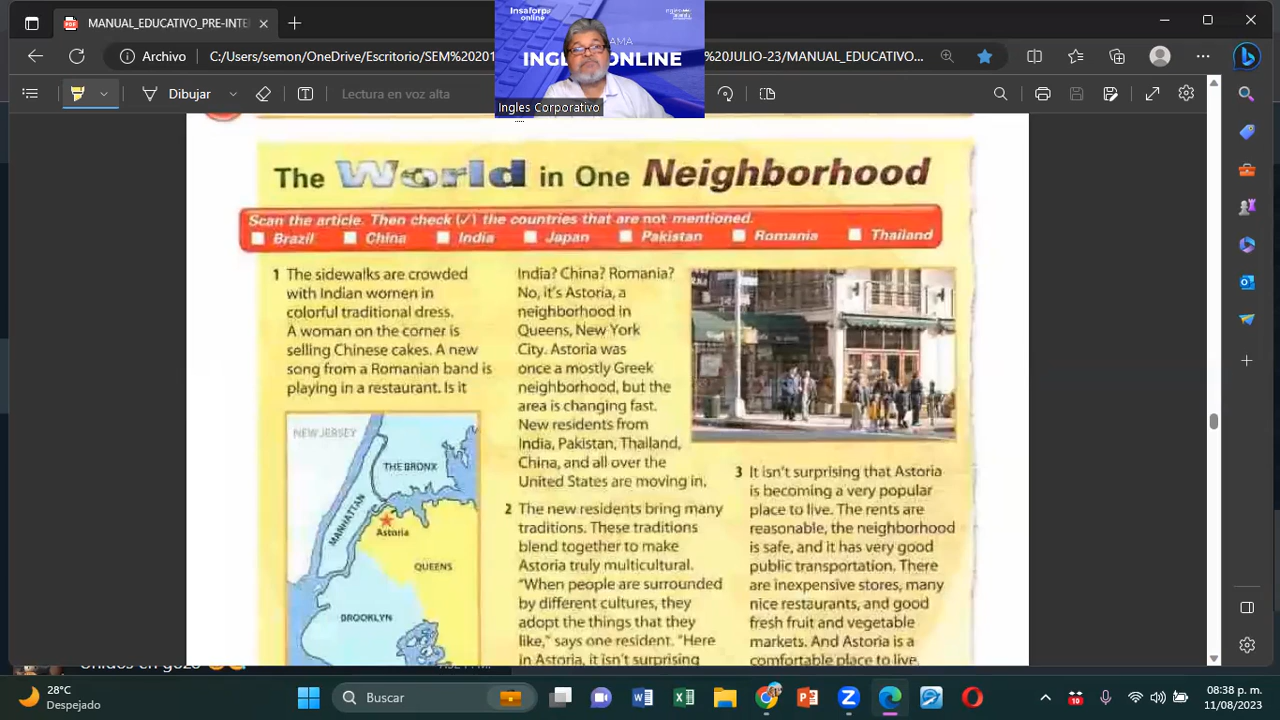 MANUAL_EDUCATIVO_PRE-INTE
Archivo
C:/Users/sermon/OneDrive/Escritorio/SEM%201
%20JULIO-23/MANUAL_EDUCATIVO...
Dibujar
Lectura en voz alta
Insaforp
online
INGL ONLINE
Ingles Corporativo
The World in One Neighborhood
Scan the article. Then check (✓) the countries that are not mentioned.
Brazil China India Japan Pakistan Romania Thailand
1 The sidewalks are crowded
with Indian women in
colorful traditional dress.
A woman on the corner is
selling Chinese cakes. A new
song from a Romanian band is
playing in a restaurant. Is it
NEW JERSEY
THE BRONX
MANHATTAN
Astoria
QUEENS
BROOKLYN
India? China? Romania?
No, it's Astoria, a
neighborhood in
Queens, New York
City. Astoria was
once a mostly Greek
neighborhood, but the
area is changing fast.
New residents from
India, Pakistan, Thailand,
China, and all over the
United States are moving in.
2 The new residents bring many
traditions. These traditions
blend together to make
Astoria truly multicultural.
"When people are surrounded
by different cultures, they
adopt the things that they
like," says one resident. "Here
in Astoria, it isn't surprising
3 It isn't surprising that Astoria
is becoming a very popular
place to live. The rents are
reasonable, the neighborhood
is safe, and it has very good
public transportation. There
are inexpensive stores, many
nice restaurants, and good
fresh fruit and vegetable
markets. And Astoria is a
comfortable place to live.
28°C
Despejado
Buscar
10
08:38 p. m.
11/08/2023